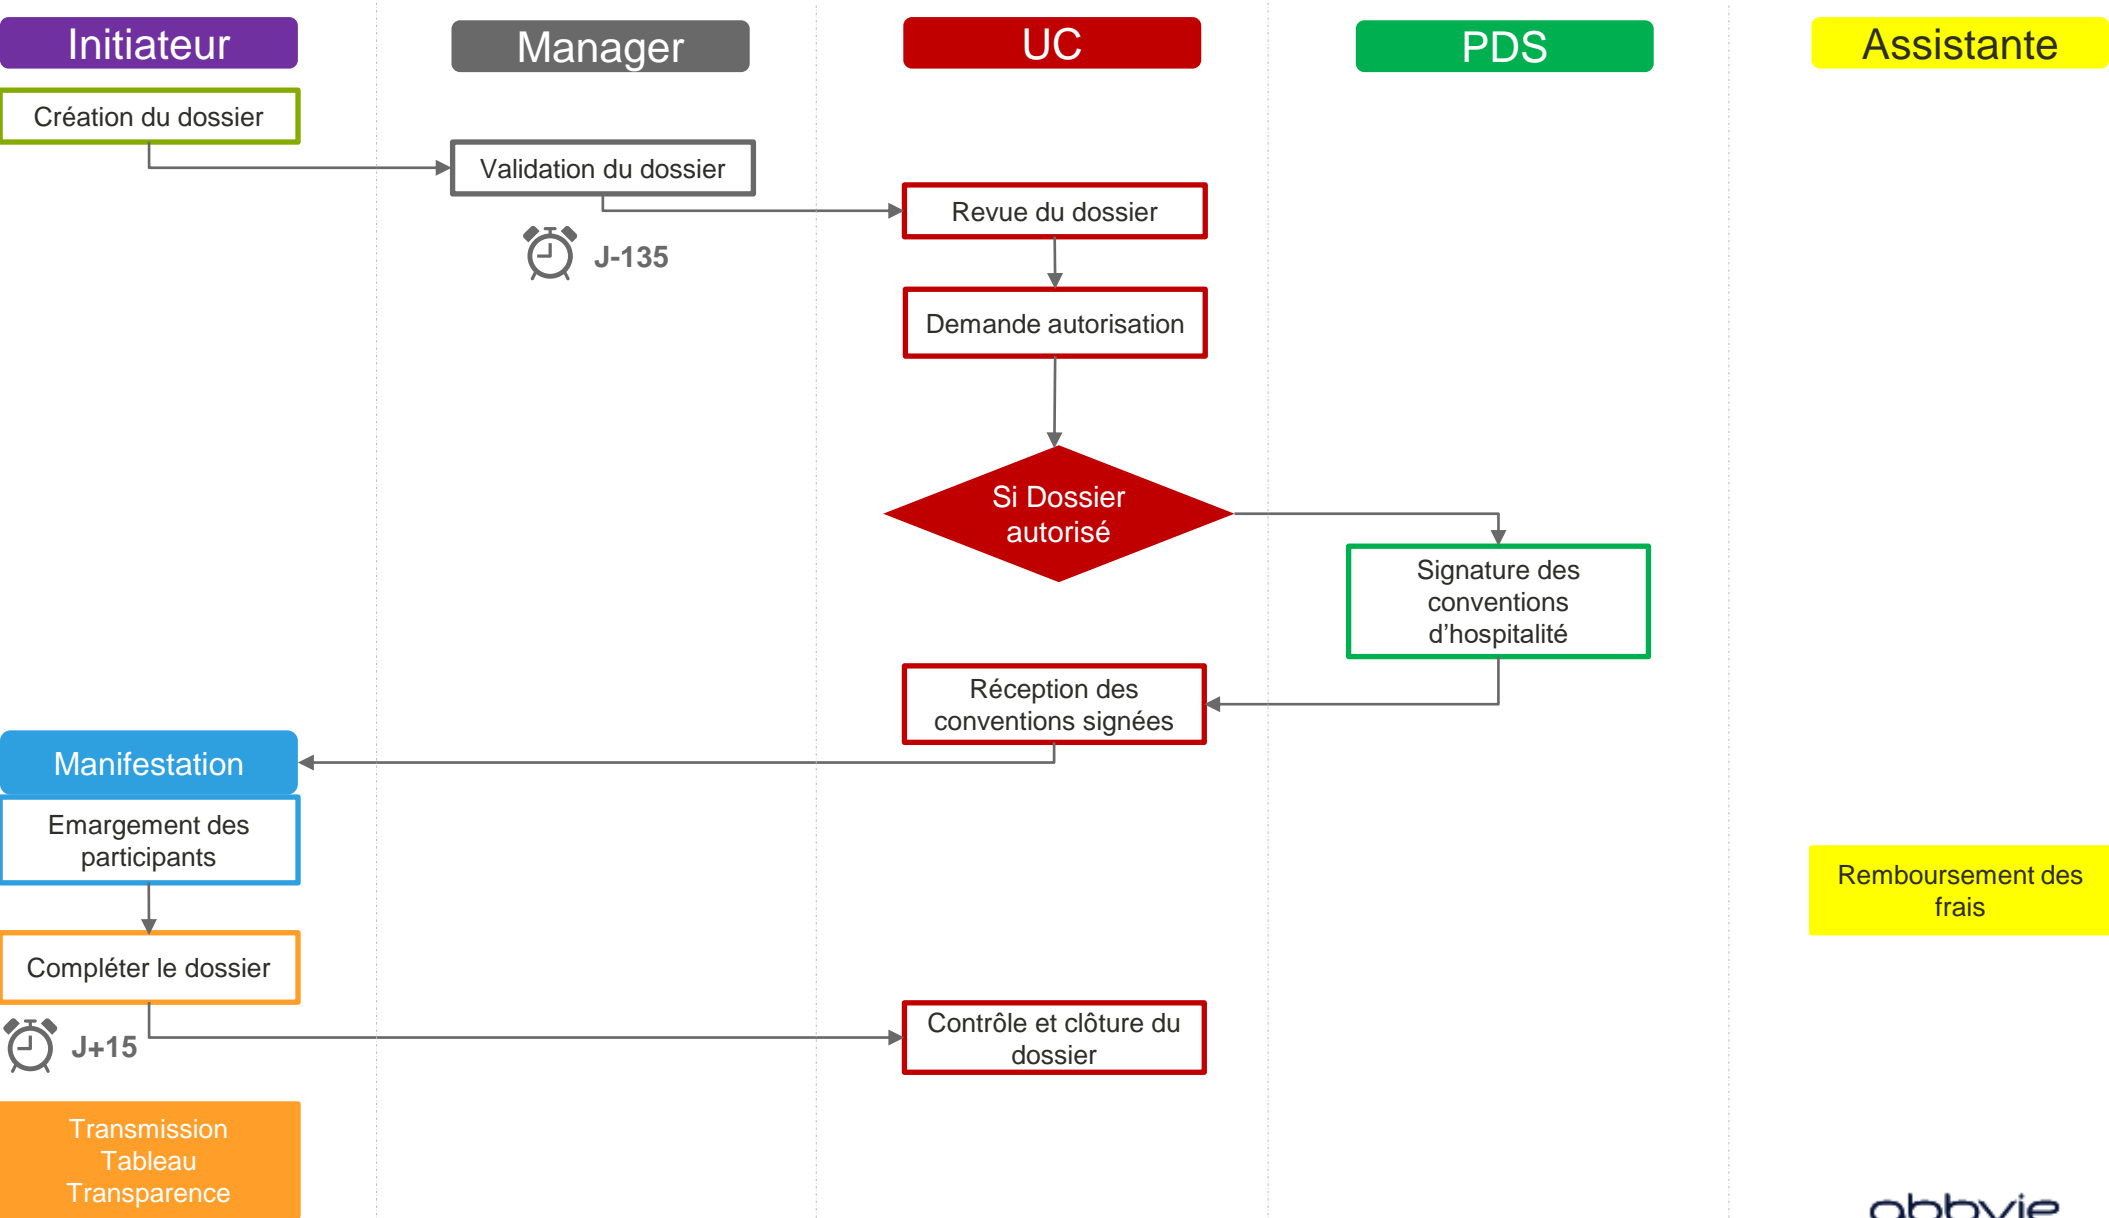 Initiateur
Manager
UC
PDS
Assistante
Création du dossier
Validation du dossier
J-135
Revue du dossier
Demande autorisation
Si Dossier
autorisé
Signature des
conventions
d’hospitalité
Réception des
conventions signées
Manifestation
Emargement des
participants
Remboursement des
frais
Compléter le dossier
J+15
Contrôle et clôture du
dossier
Transmission
Tableau
Transparence
abbvie